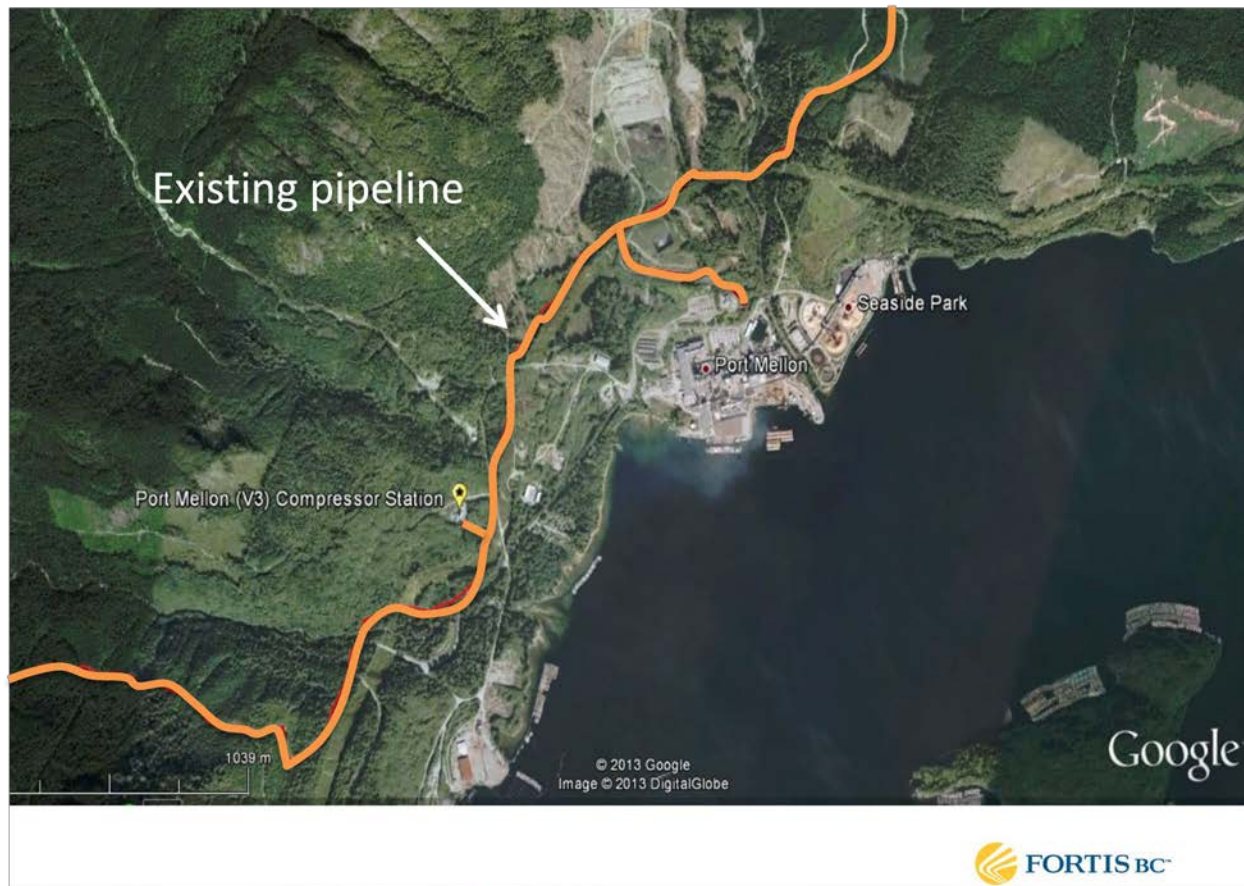 Existing pipeline
Seaside Park
Port Mellon
Port Mellon (V3) Compressor Station
1039 m
© 2013 Google
Image © 2013 DigitalGlobe
Google
FORTIS BC